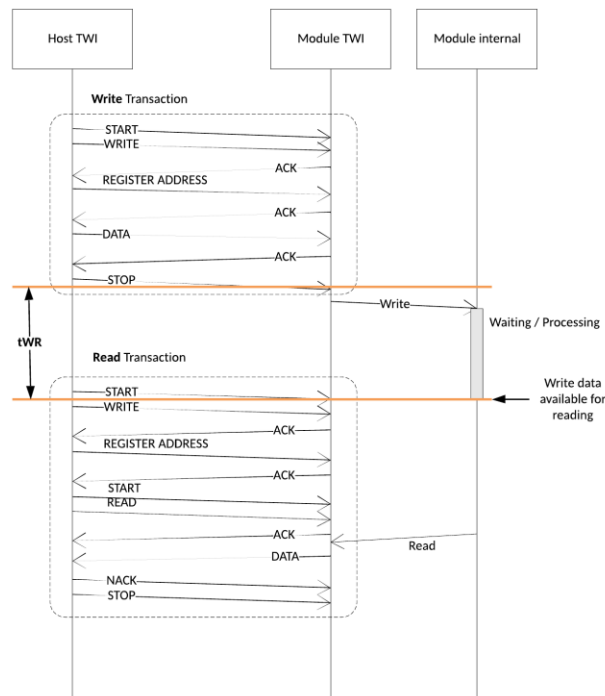 Host TWI
Module TWI
Module internal
Write Transaction
START
WRITE
ACK
REGISTER ADDRESS
ACK
DATA
ACK
STOP
Write
Waiting / Processing
tWR
Read Transaction
START
WRITE
Write data
available for
reading
ACK
REGISTER ADDRESS
ACK
START
READ
ACK
Read
DATA
NACK
STOP